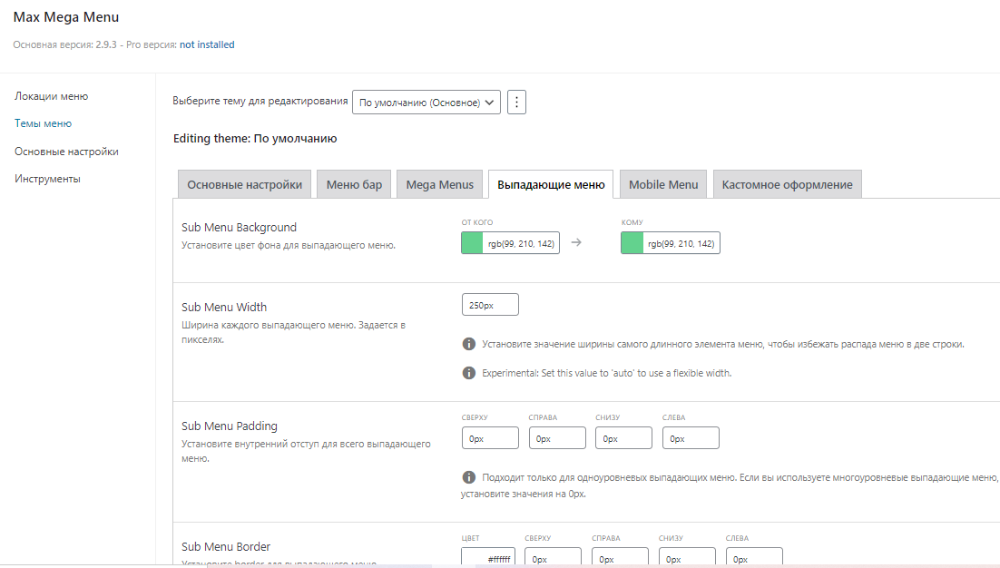 Max Mega Menu
Основная версия: 2.9.3 - Pro версия: not installed
Локации меню
Темы меню
Основные настройки
Инструменты
Выберите тему для редактирования По умолчанию (Основное)
Editing theme: По умолчанию
Основные настройки Меню бар Mega Menus Выпадающие меню Mobile Menu Кастомное оформление
Sub Menu Background
Установите цвет фона для выпадающего меню.
ОТ КОГО КОМУ
rgb(99, 210, 142) → rgb(99, 210, 142)
Sub Menu Width
Ширина каждого выпадающего меню. Задается в
пикселях.
250px
Установите значение ширины самого длинного элемента меню, чтобы избежать распада меню в две строки.
Experimental: Set this value to 'auto' to use a flexible width.
Sub Menu Padding
Установите внутренний отступ для всего выпадающего
меню.
СВЕРХУ СПРАВА СНИЗУ СЛЕВА
0px 0px 0px 0px
Подходит только для одноуровневых выпадающих меню. Если вы используете многоуровневые выпадающие меню,
установите значения на 0px.
Sub Menu Border
Установите border для выпадающего меню.
ЦВЕТ СВЕРХУ СПРАВА СНИЗУ СЛЕВА
#ffffff 0px 0px 0px 0px